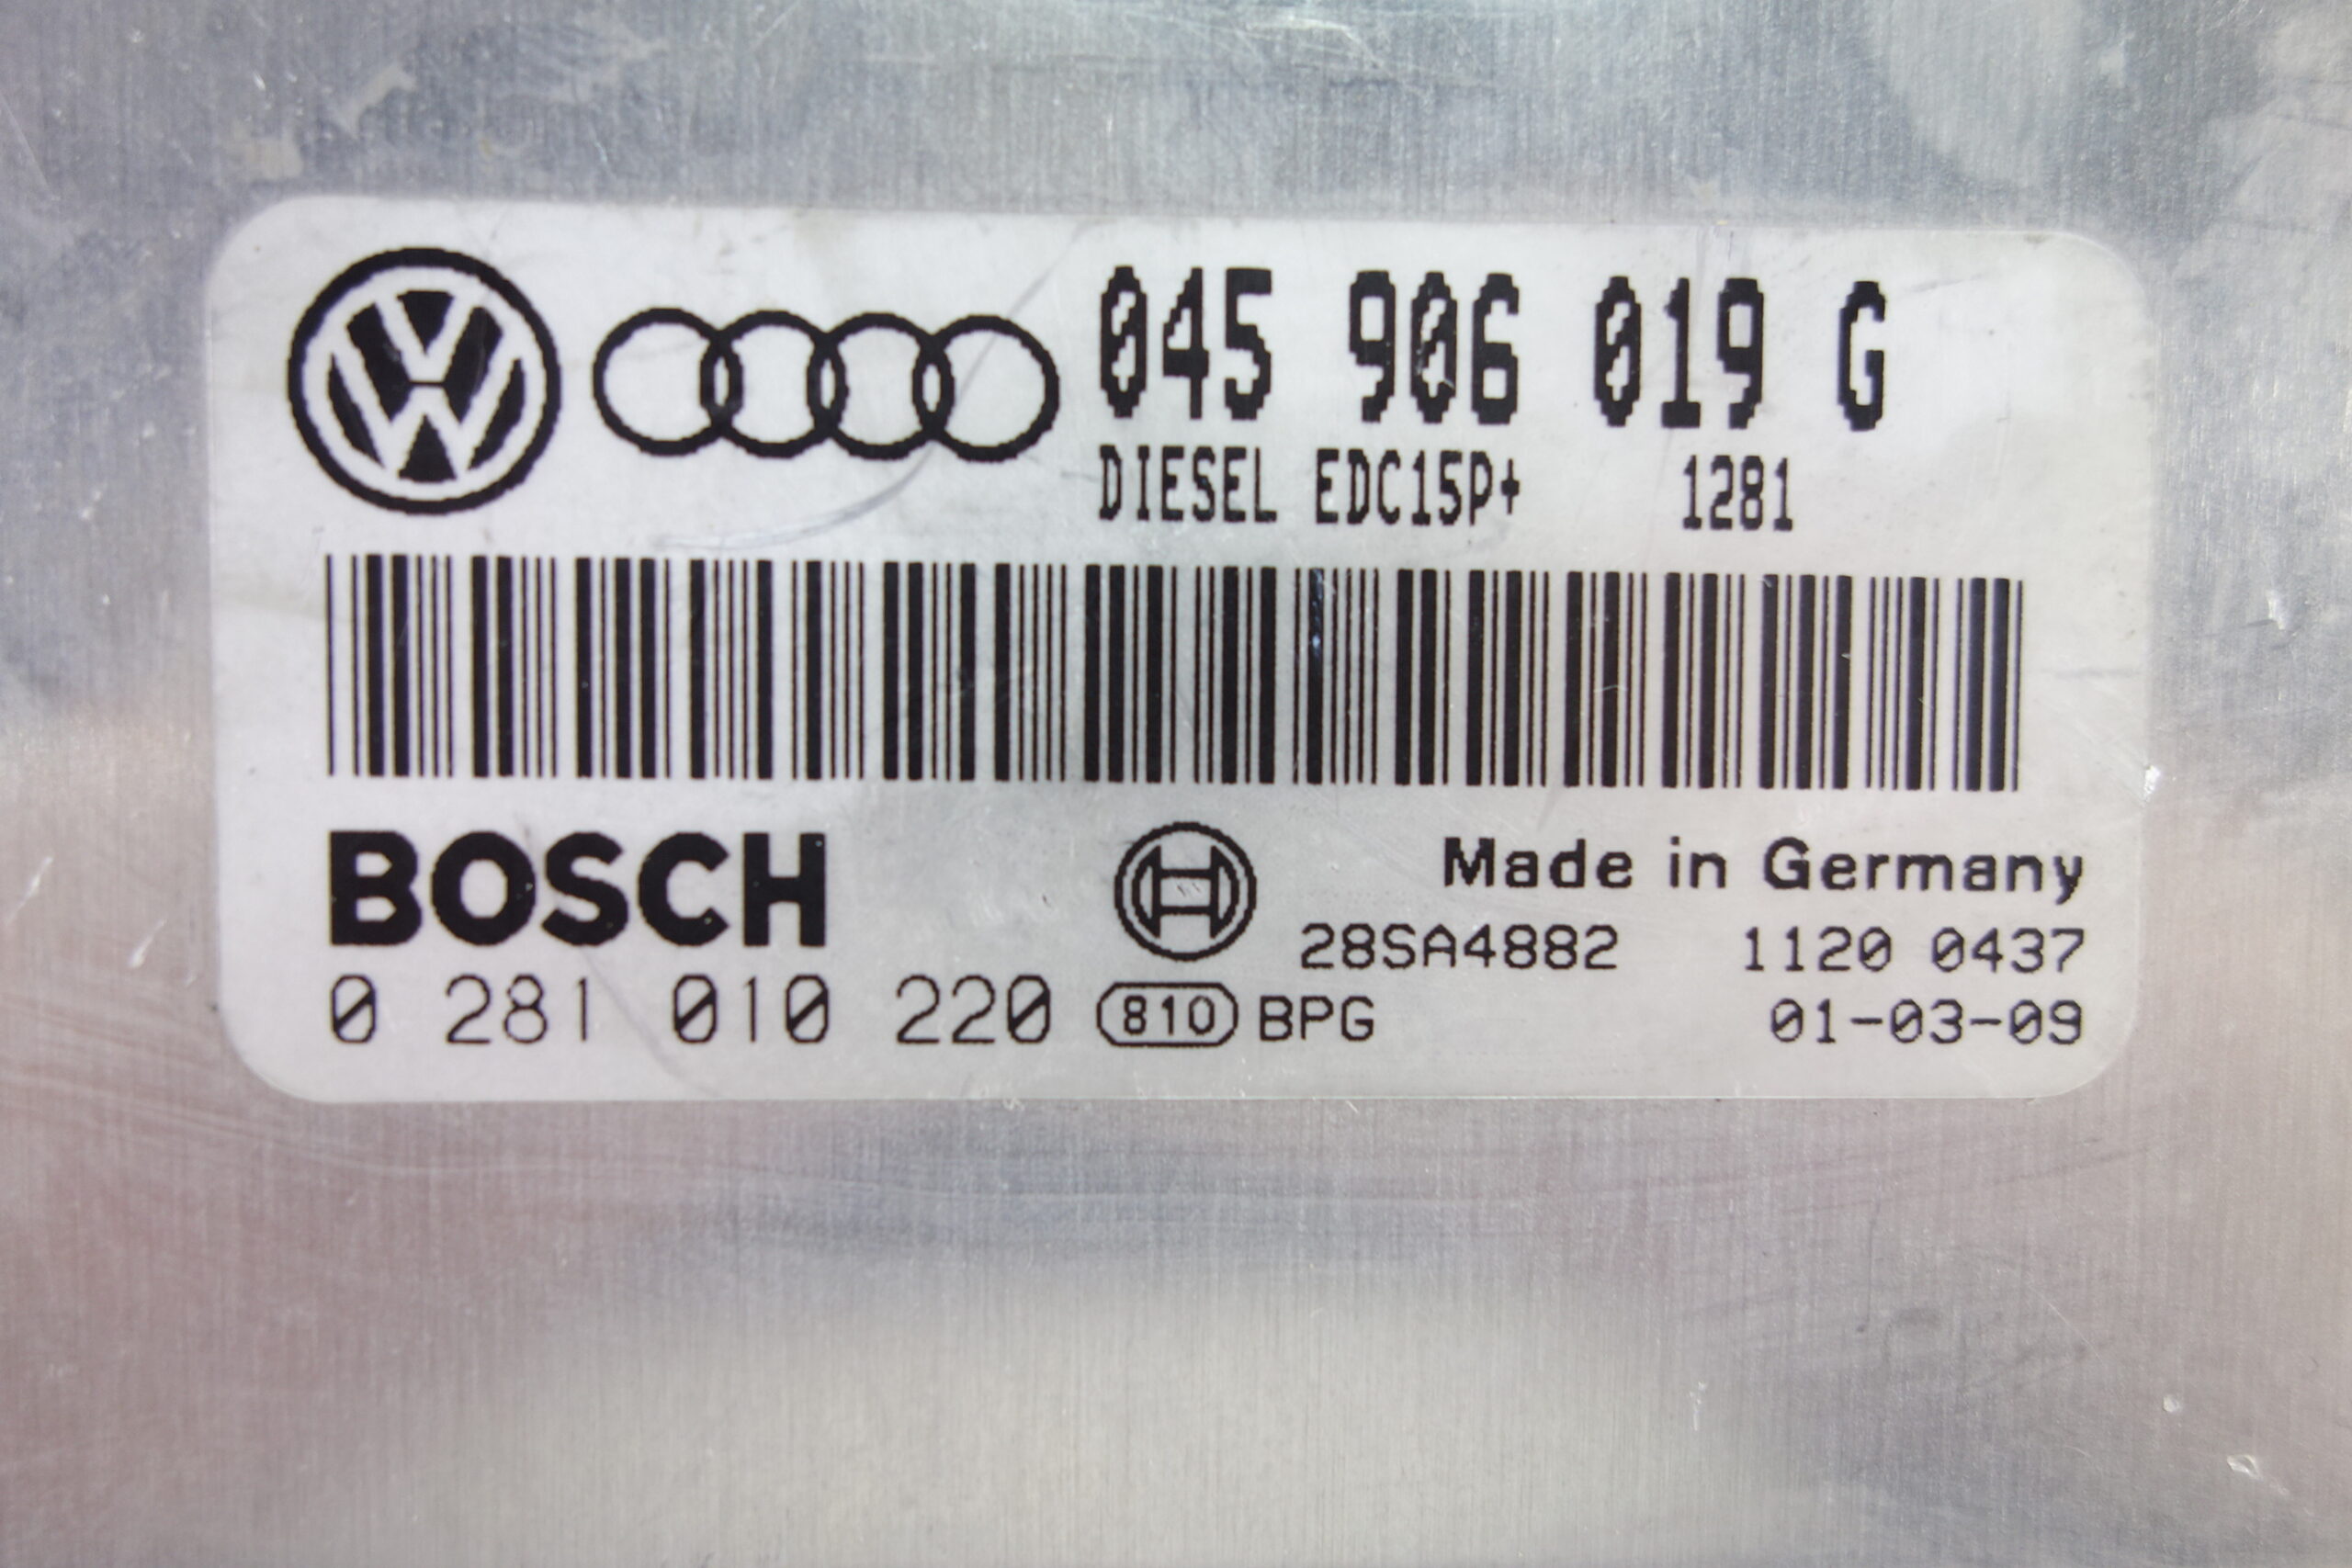 045 906 019 G
DIESEL EDC15P+ 1281
BOSCH
Made in Germany
28SA4882 1120 0437
0 281 010 220 810 BPG 01-03-09